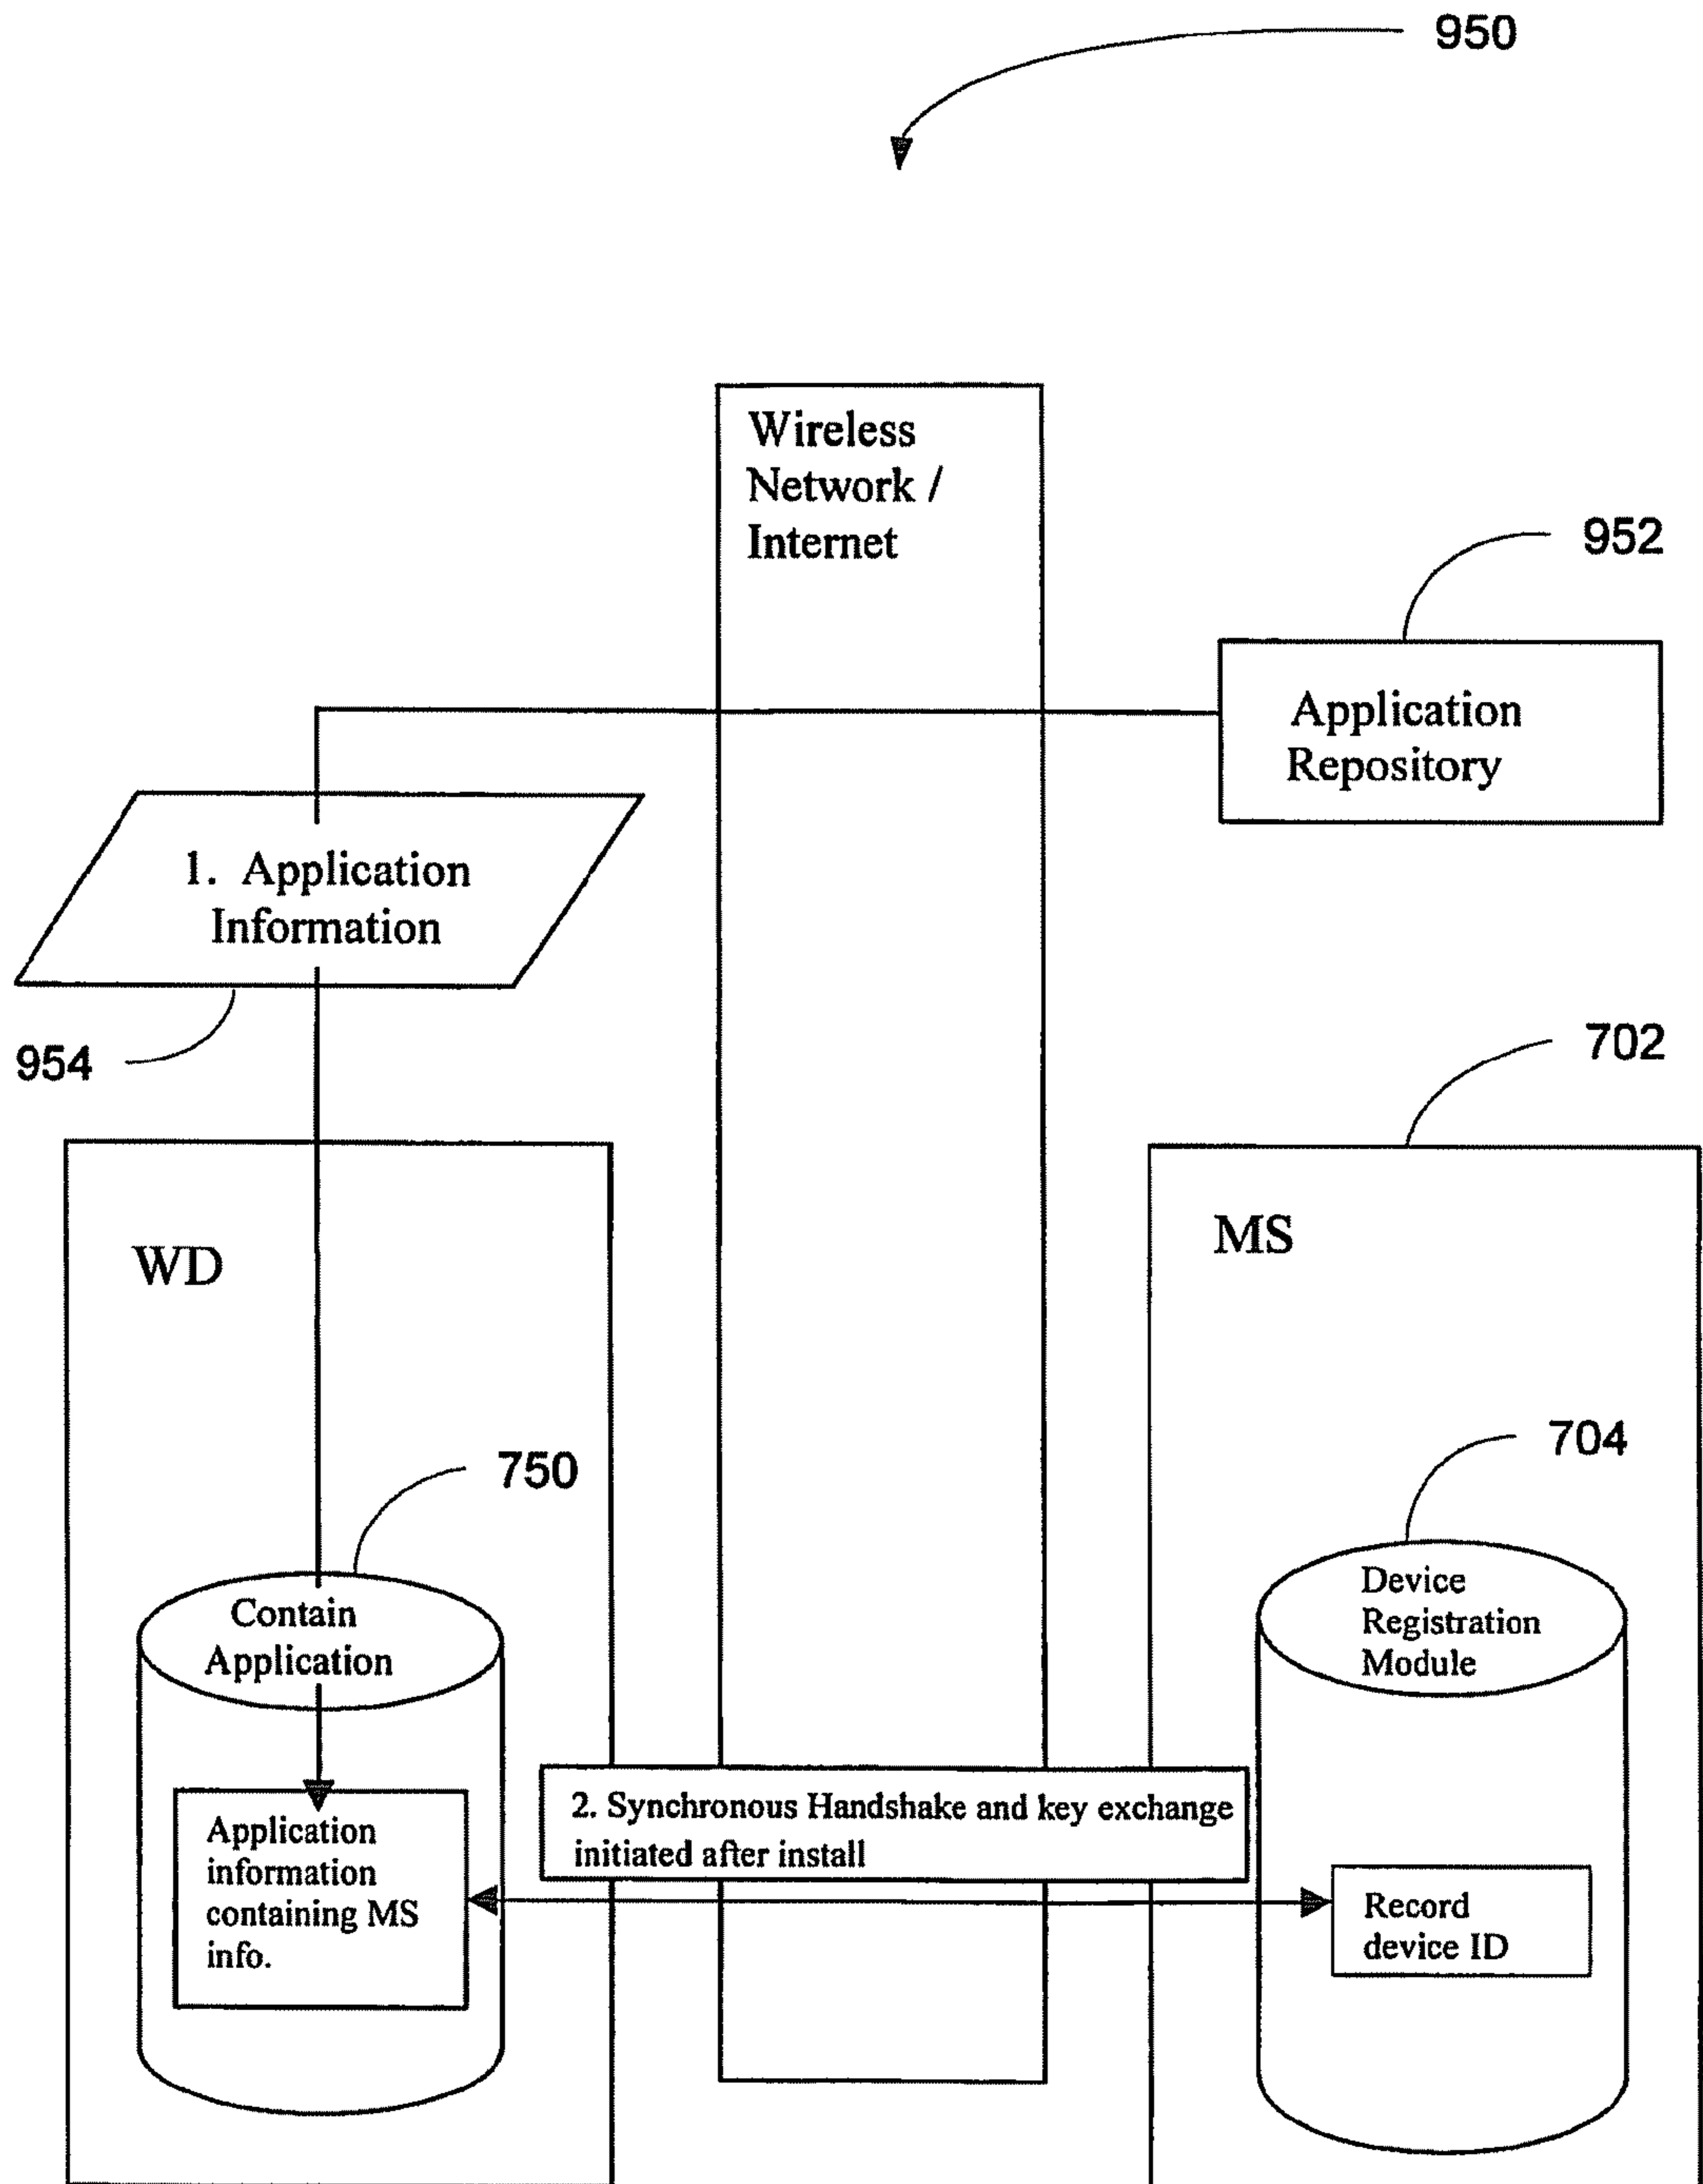 950
Wireless
Network /
Internet
952
Application
Repository
1. Application
Information
954
702
WD
MS
750
704
Contain
Application
Device
Registration
Module
2. Synchronous Handshake and key exchange
initiated after install
Application
information
containing MS
info.
Record
device ID